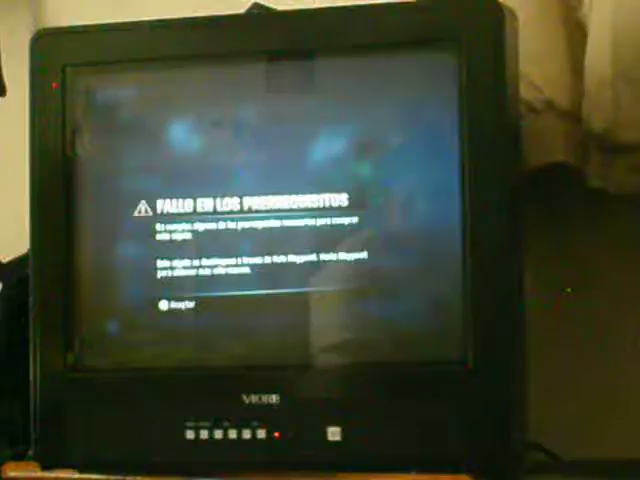 FALLO EN LOS PRERREQUISITOS
No cumples alguno de los prerrequisitos necesarios para comprar
este objeto.
Este objeto se desbloquea a través de Halo Waypoint. Visita Waypoint
para obtener más información.
Aceptar
VIORE